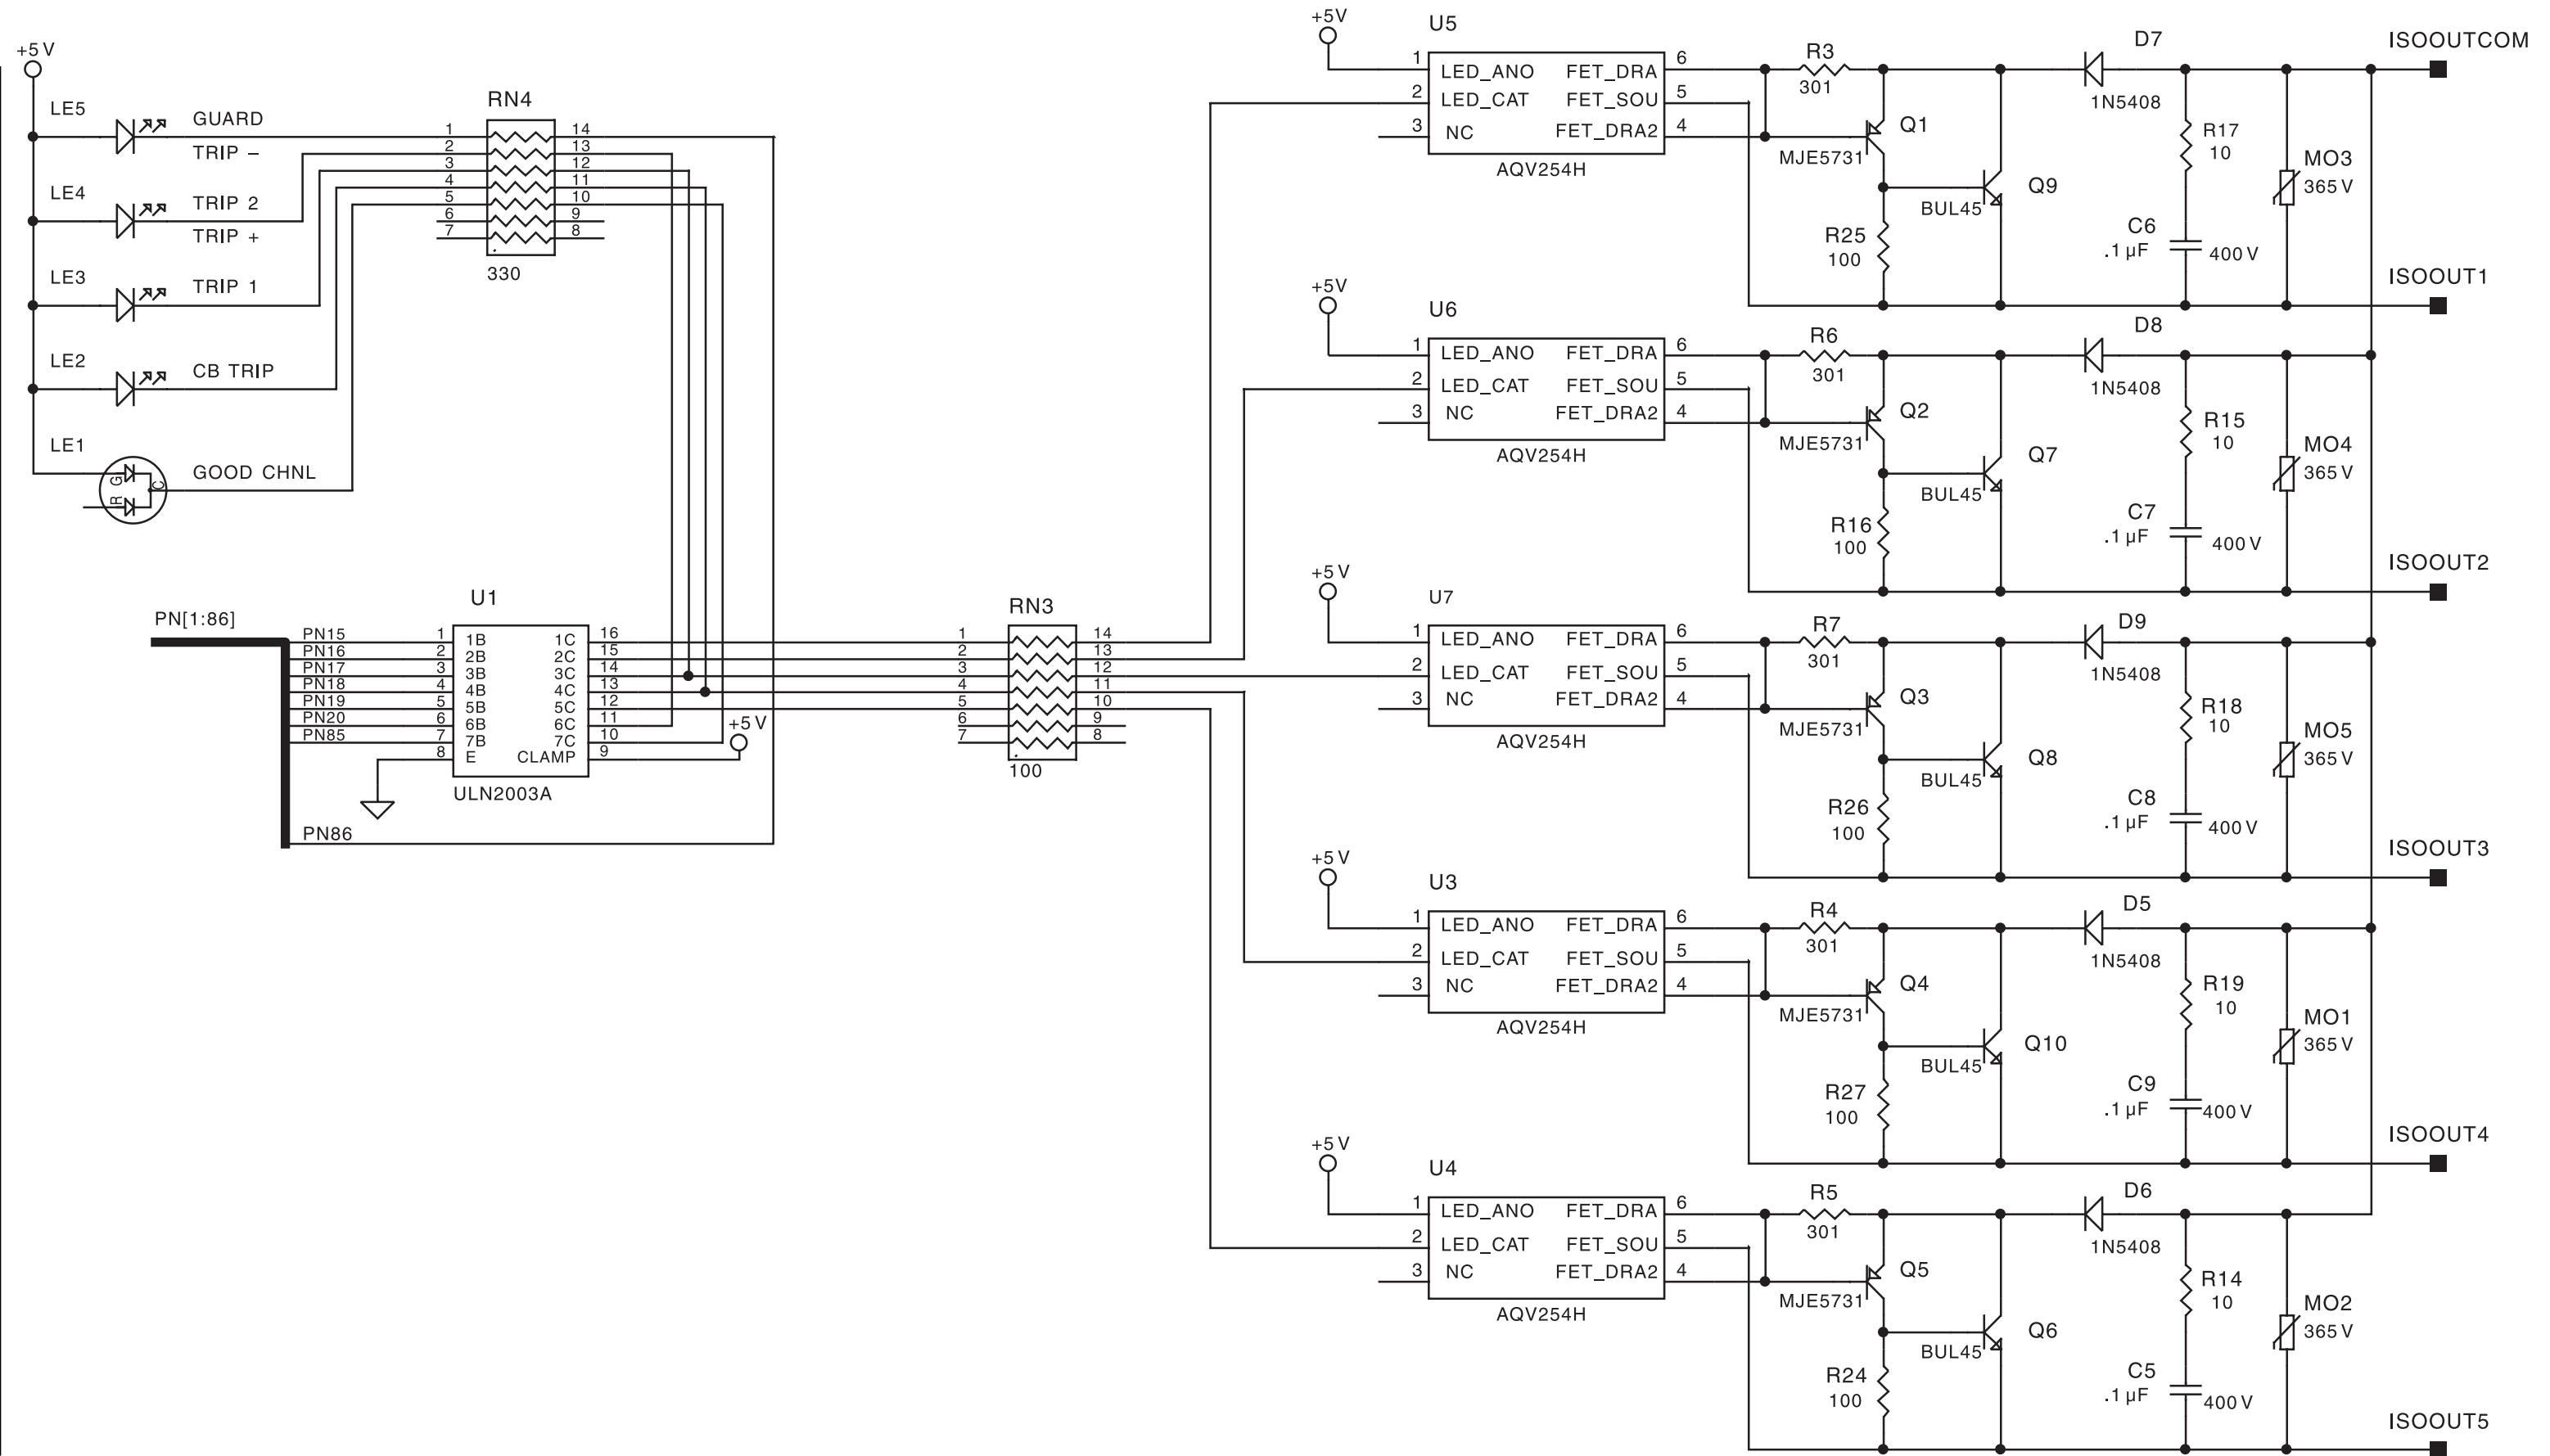 +5 V
LE5
GUARD
TRIP –
LE4
TRIP 2
TRIP +
LE3
TRIP 1
LE2
CB TRIP
LE1
GOOD CHNL
G
R
C
RN4
1 14
2 13
3 12
4 11
5 10
6 9
7 8
330
PN[1:86]
U1
PN15 1 1B 1C 16
PN16 2 2B 2C 15
PN17 3 3B 3C 14
PN18 4 4B 4C 13
PN19 5 5B 5C 12
PN20 6 6B 6C 11
PN85 7 7B 7C 10
8 E CLAMP 9
ULN2003A
PN86
+5 V
RN3
1 14
2 13
3 12
4 11
5 10
6 9
7 8
100
+5V
U5
1 LED_ANO FET_DRA 6
2 LED_CAT FET_SOU 5
3 NC FET_DRA2 4
AQV254H
R3
301
Q1
MJE5731
R25
100
Q9
BUL45
D7
1N5408
R17
10
C6
.1 µF 400 V
MO3
365 V
ISOOUTCOM
ISOOUT1
+5V
U6
1 LED_ANO FET_DRA 6
2 LED_CAT FET_SOU 5
3 NC FET_DRA2 4
AQV254H
R6
301
Q2
MJE5731
R16
100
Q7
BUL45
D8
1N5408
R15
10
C7
.1 µF 400 V
MO4
365 V
ISOOUT2
+5 V
U7
1 LED_ANO FET_DRA 6
2 LED_CAT FET_SOU 5
3 NC FET_DRA2 4
AQV254H
R7
301
Q3
MJE5731
R26
100
Q8
BUL45
D9
1N5408
R18
10
C8
.1 µF 400 V
MO5
365 V
ISOOUT3
+5 V
U3
1 LED_ANO FET_DRA 6
2 LED_CAT FET_SOU 5
3 NC FET_DRA2 4
AQV254H
R4
301
Q4
MJE5731
R27
100
Q10
BUL45
D5
1N5408
R19
10
C9
.1 µF 400 V
MO1
365 V
ISOOUT4
+5 V
U4
1 LED_ANO FET_DRA 6
2 LED_CAT FET_SOU 5
3 NC FET_DRA2 4
AQV254H
R5
301
Q5
MJE5731
R24
100
Q6
BUL45
D6
1N5408
R14
10
C5
.1 µF 400 V
MO2
365 V
ISOOUT5